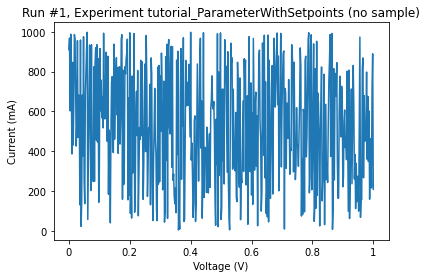 Run #1, Experiment tutorial_ParameterWithSetpoints (no sample)
1000
800
600
400
200
0
Current (mA)
0 0.2 0.4 0.6 0.8 1
Voltage (V)